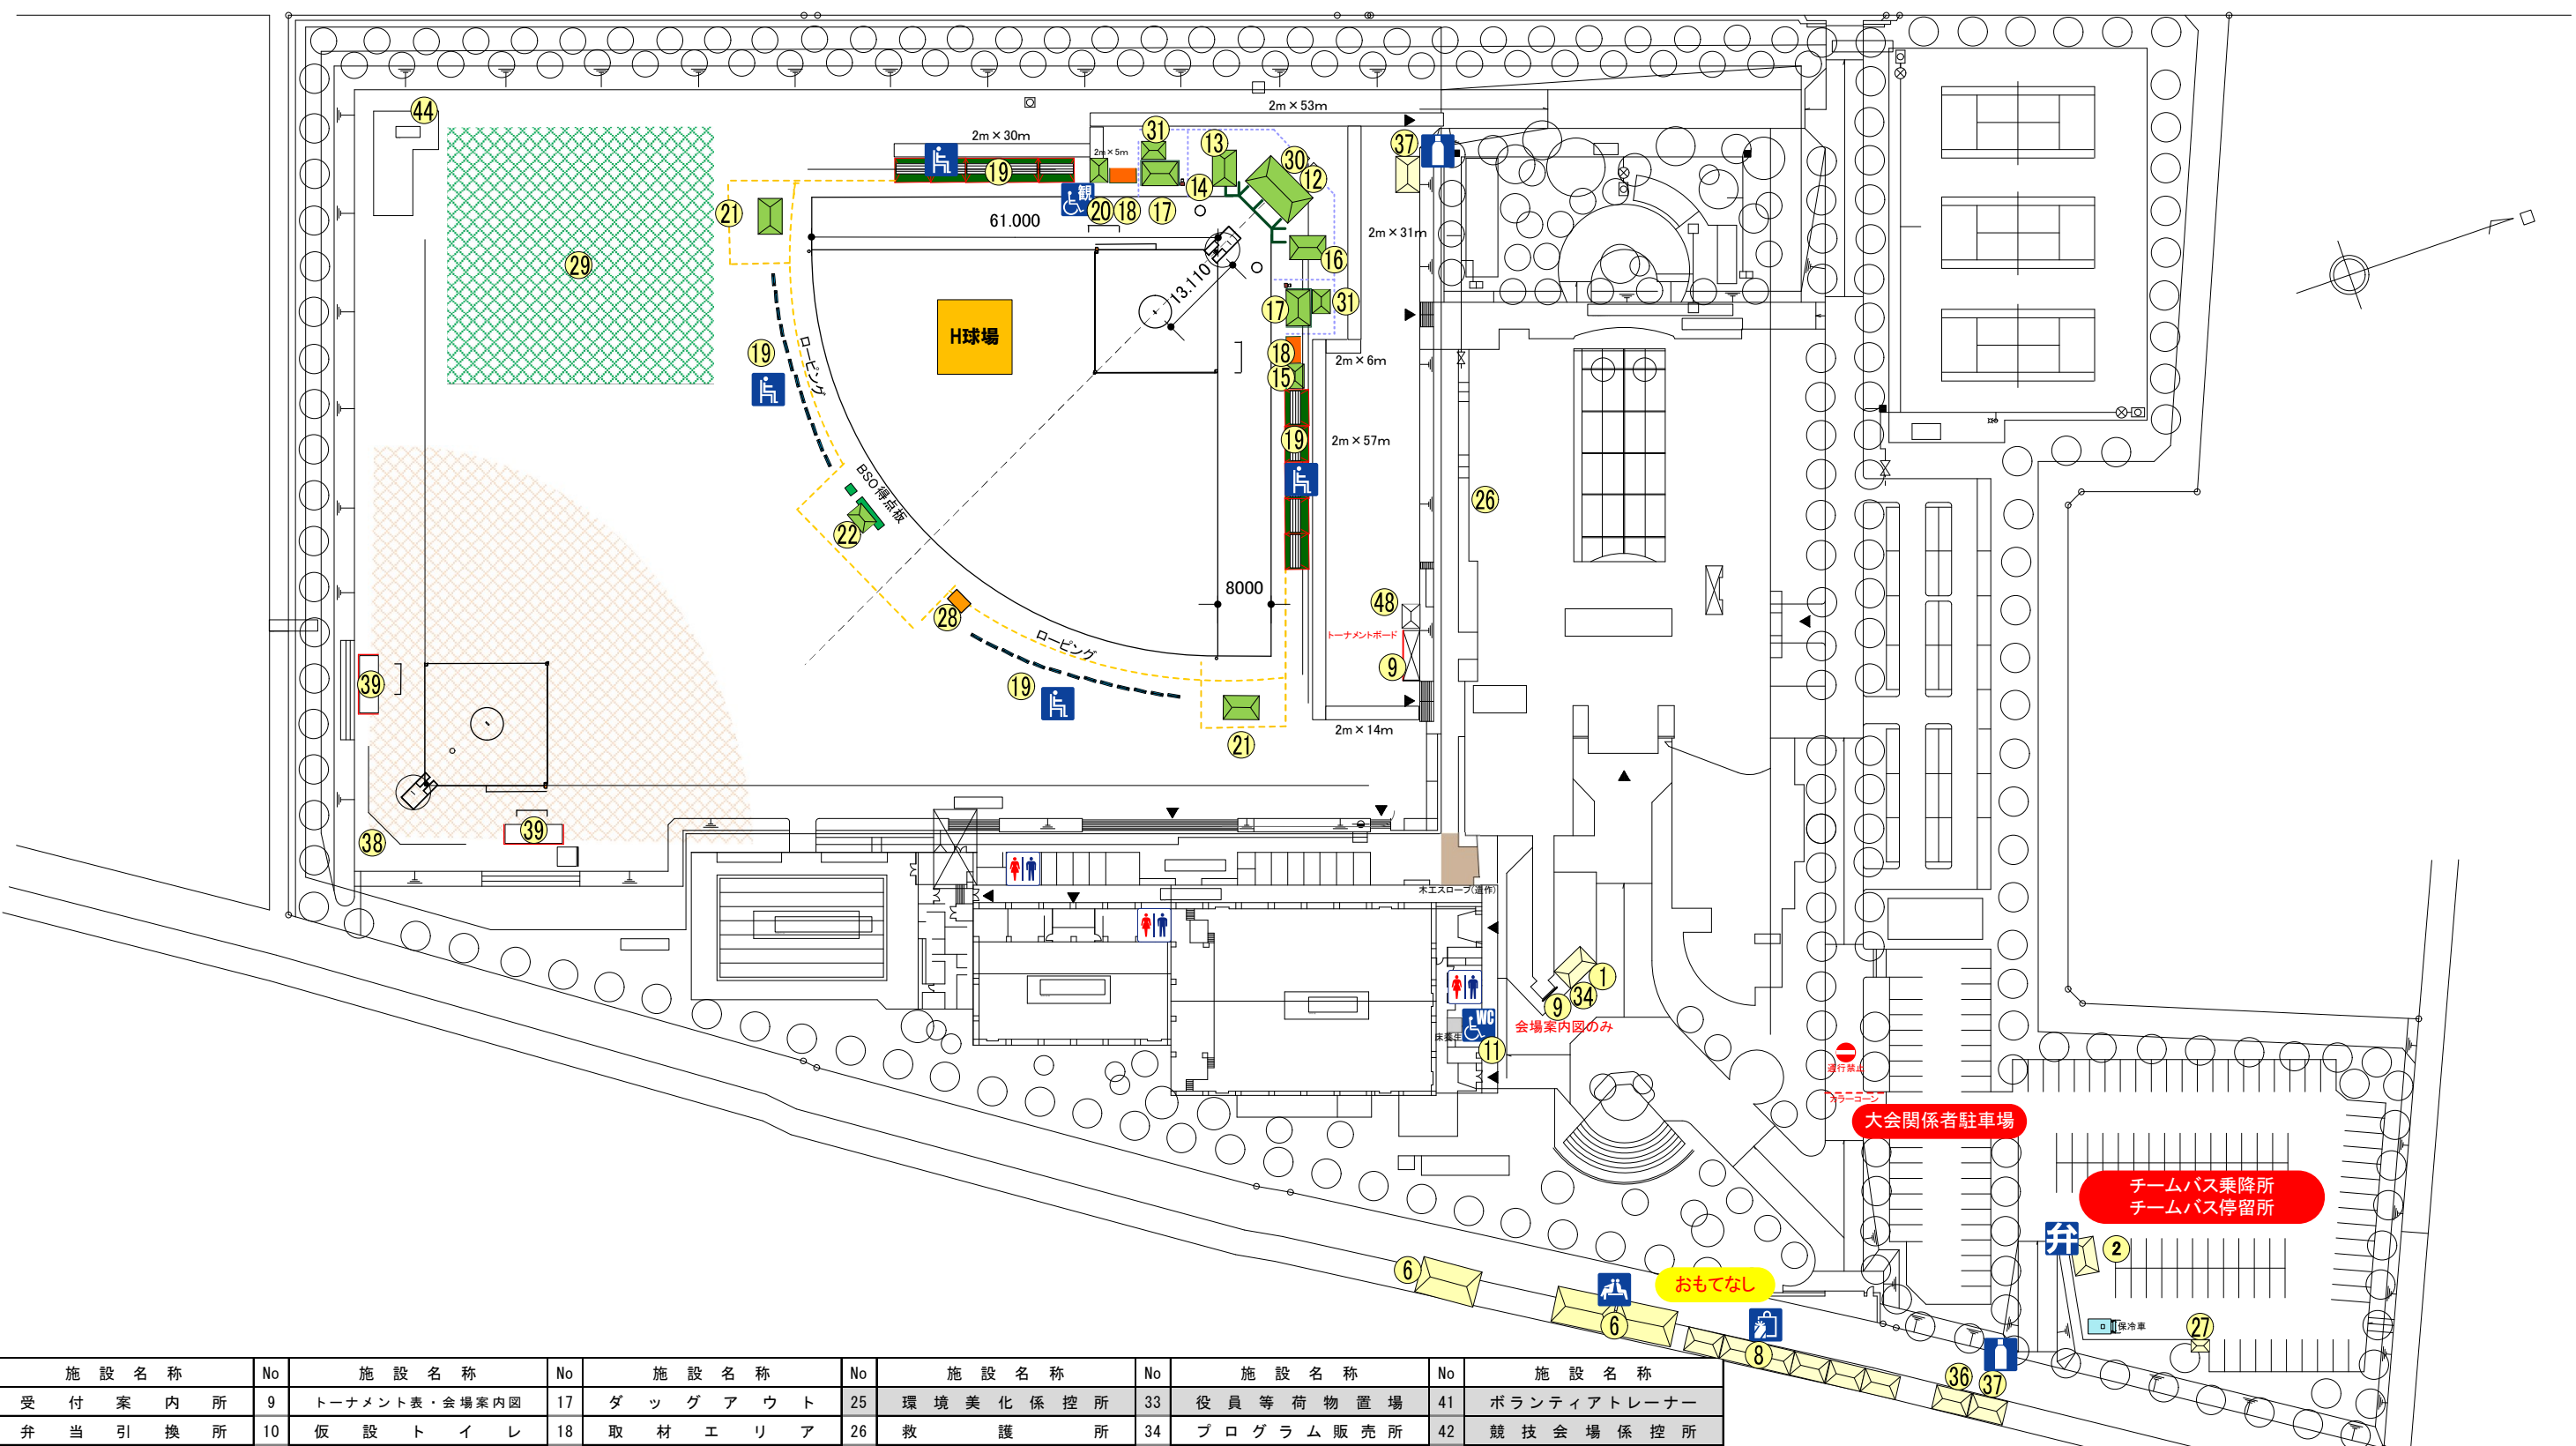 2m×53m
44
2m×30m
31
13
37
2m×5m
30
12
19
14
観
20
18
17
21
61.000
2m×31m
16
29
13.110
17
31
H球場
18
2m×6m
19
ローピング
15
19
2m×57m
BSO得点板
26
22
8000
28
48
トーナメントボード
ローピング
9
39
19
2m×14m
21
39
38
木工スロープ(造作)
1
34
9
会場案内図のみ
WC
床養生
11
通行禁止
カラーコーン
大会関係者駐車場
チームバス乗降所
チームバス停留所
弁
2
6
おもてなし
6
保冷車
27
8
36
37
施設名称 No 施設名称 No 施設名称 No 施設名称 No 施設名称 No 施設名称
受付案内所 9 トーナメント表・会場案内図 17 ダッグアウト 25 環境美化係控所 33 役員等荷物置場 41 ボランティアトレーナー
弁当引換所 10 仮設トイレ 18 取材エリア 26 救護所 34 プログラム販売所 42 競技会場係控所